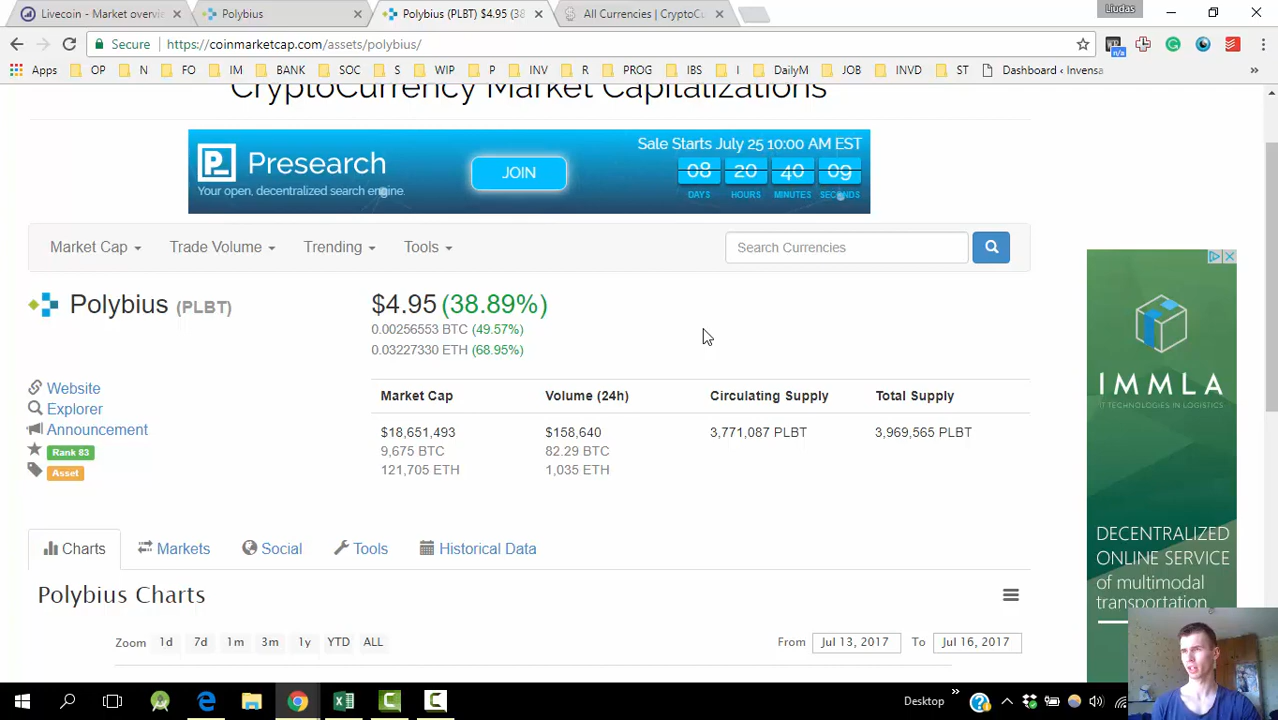 Livecoin - Market overvi
Polybius
Polybius (PLBT) $4.95 (38
All Currencies | CryptoCu
Liudas
Secure
https://coinmarketcap.com/assets/polybius/
n/a
Apps OP N FO IM BANK SOC S WIP P INV R PROG IBS I DailyM JOB INVD ST Dashboard ‹ Invensa »
CryptoCurrency Market Capitalizations
Presearch
Your open, decentralized search engine.
JOIN
Sale Starts July 25 10:00 AM EST
08 20 40 09
DAYS HOURS MINUTES SECONDS
Market Cap Trade Volume Trending Tools
Search Currencies
Polybius (PLBT)
$4.95 (38.89%)
0.00256553 BTC (49.57%)
0.03227330 ETH (68.95%)
Website
Explorer
Announcement
Rank 83
Asset
Market Cap Volume (24h) Circulating Supply Total Supply
$18,651,493 $158,640 3,771,087 PLBT 3,969,565 PLBT
9,675 BTC 82.29 BTC
121,705 ETH 1,035 ETH
Charts Markets Social Tools Historical Data
Polybius Charts
Zoom 1d 7d 1m 3m 1y YTD ALL
From Jul 13, 2017 To Jul 16, 2017
IMMLA
IT TECHNOLOGIES IN LOGISTICS
DECENTRALIZED
ONLINE SERVICE
of multimodal
transportation
Desktop »